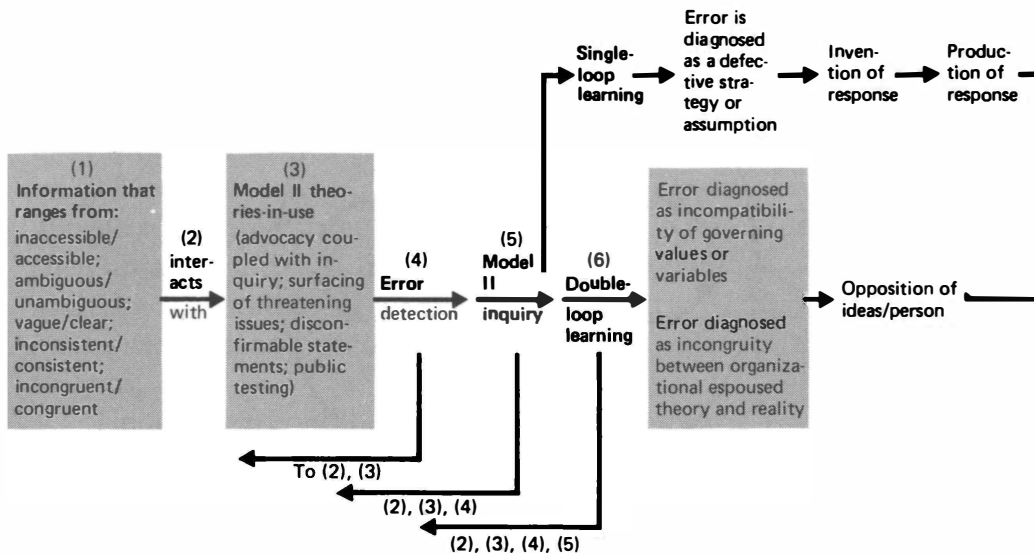 Single-
loop
learning
Error is
diagnosed
as a defec-
tive strate-
gy or
assumption
Inven-
tion of
response
Produc-
tion of
response
(1)
Information that
ranges from:
inaccessible/
accessible;
ambiguous/
unambiguous;
vague/clear;
inconsistent/
consistent;
incongruent/
congruent
(2)
inter-
acts
with
(3)
Model II theo-
ries-in-use
(advocacy cou-
pled with in-
quiry; surfacing
of threatening
issues; discon-
firmable state-
ments; public
testing)
(4)
Error
detection
(5)
Model
II
inquiry
(6)
Double-
loop
learning
Error diagnosed
as incompatibili-
ty of governing
values or
variables
Error diagnosed
as incongruity
between organiza-
tional espoused
theory and reality
Opposition of
ideas/person
To (2), (3)
(2), (3), (4)
(2), (3), (4), (5)